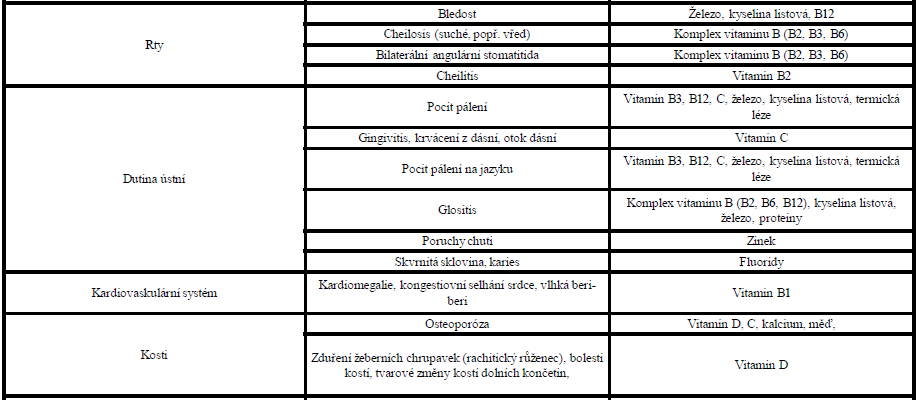 Rty
Bledost
Železo, kyselina listová, B12
Cheilosis (suché, popř. vřed)
Komplex vitaminu B (B2, B3, B6)
Bilaterální angulární stomatitida
Komplex vitaminu B (B2, B3, B6)
Cheilitis
Vitamin B2
Dutina ústní
Pocit pálení
Vitamin B3, B12, C, železo, kyselina listová, termická
léze
Gingivitis, krvácení z dásní, otok dásní
Vitamin C
Pocit pálení na jazyku
Vitamin B3, B12, C, železo, kyselina listová, termická
léze
Glositis
Komplex vitaminu B (B2, B6, B12), kyselina listová,
železo, proteiny
Poruchy chuti
Zinek
Skvrnitá sklovina, karies
Fluoridy
Kardiovaskulární systém
Kardiomegalie, kongestiovní selhání srdce, vlhká beri-
beri
Vitamin B1
Kosti
Osteoporóza
Vitamin D, C, kalcium, měď,
Zduření žeberních chrupavek (rachitický růženec), bolesti
kostí, tvarové změny kostí dolních končetin,
Vitamin D